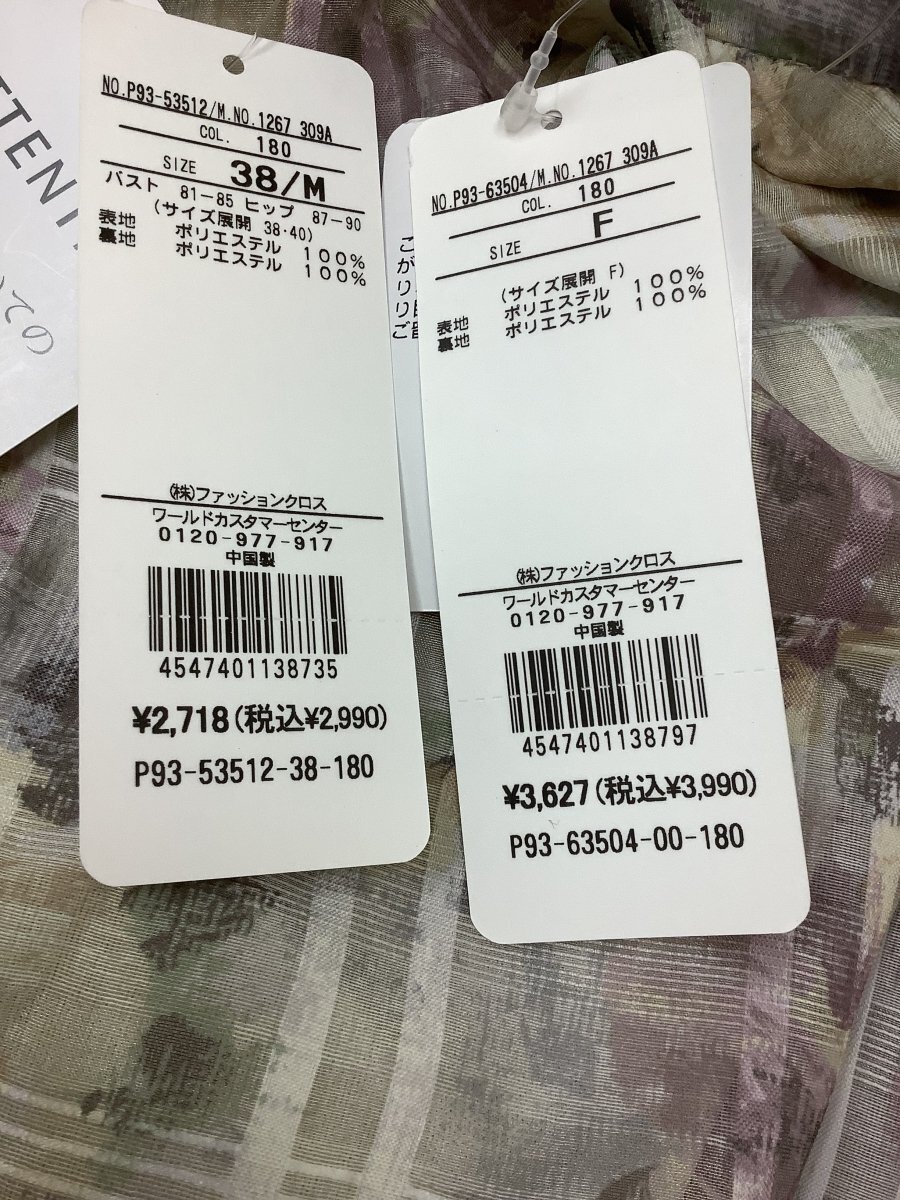 NO.P93-53512/M.NO.1267 309A
COL. 180
SIZE 38/M
バスト 81-85 ヒップ 87-90
(サイズ展開 38・40)
表地 ポリエステル 100%
裏地 ポリエステル 100%
(株)ファッションクロス
ワールドカスタマーセンター
0120-977-917
中国製
4547401138735
¥2,718(税込¥2,990)
P93-53512-38-180
NO.P93-63504/M.NO.1267 309A
COL. 180
SIZE F
(サイズ展開 F)
表地 ポリエステル 100%
裏地 ポリエステル 100%
(株)ファッションクロス
ワールドカスタマーセンター
0120-977-917
中国製
4547401138797
¥3,627(税込¥3,990)
P93-63504-00-180